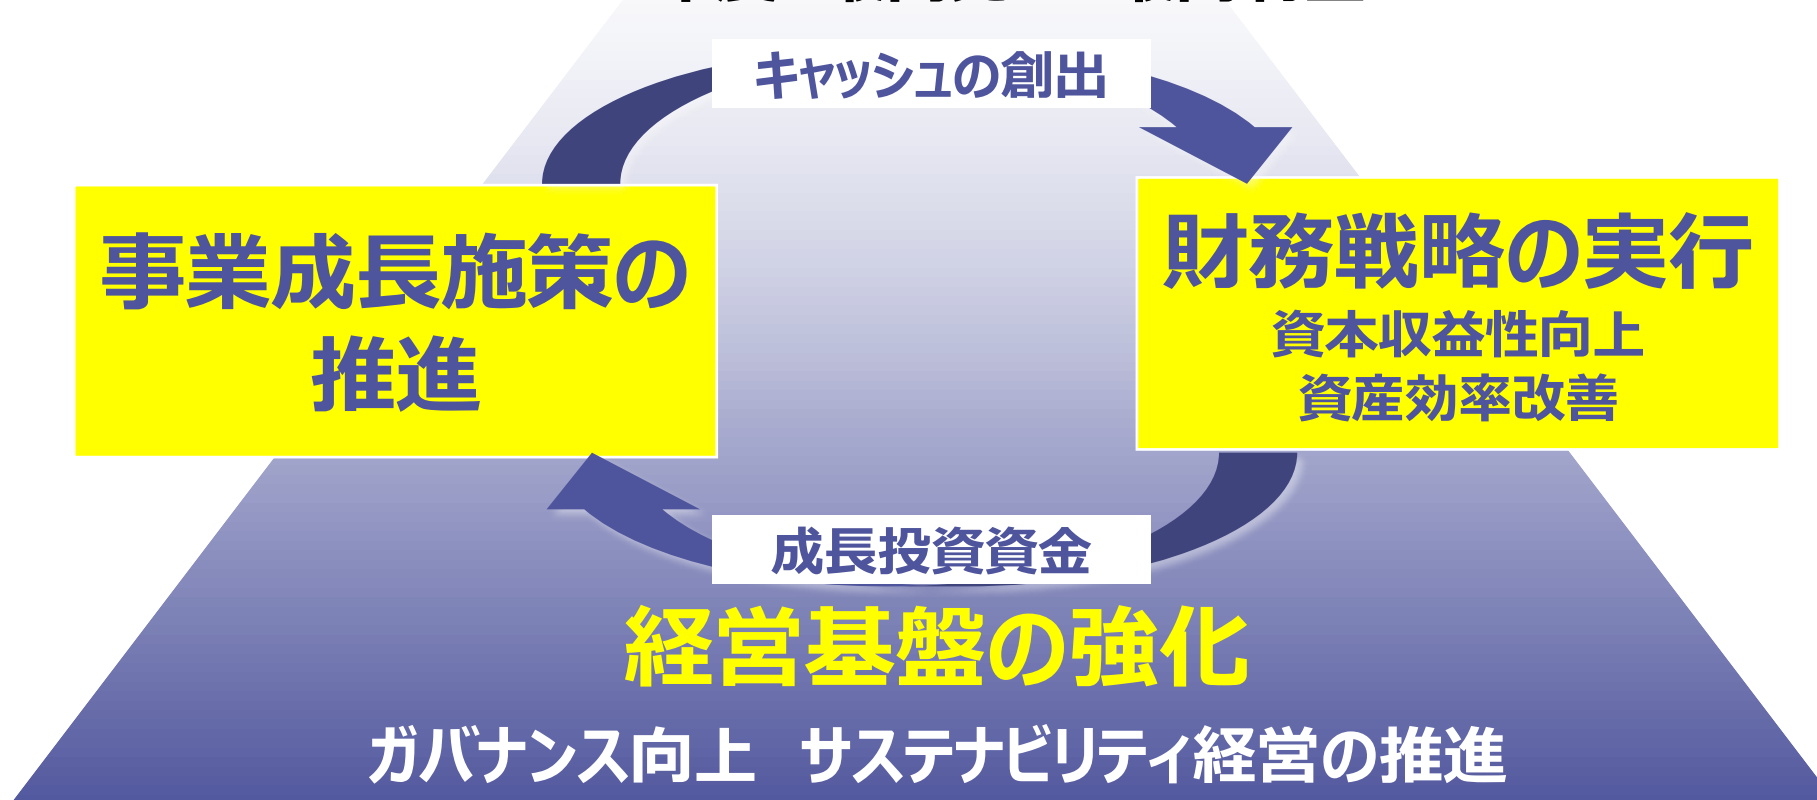 キャッシュの創出
事業成長施策の
推進
財務戦略の実行
資本収益性向上
資産効率改善
成長投資資金
経営基盤の強化
ガバナンス向上　サステナビリティ経営の推進